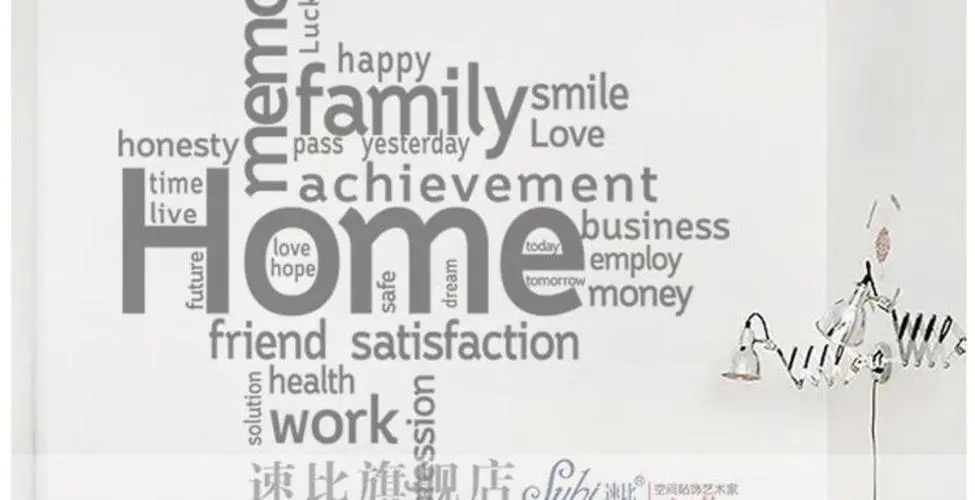 Luck
memo
happy
family
smile
Love
honesty
pass yesterday
achievement
time
live
Home
love
hope
future
safe
dream
today
tomorrow
business
employ
money
friend satisfaction
solution
health
work
速比旗舰店
Subi 速比® 空间贴饰艺术家